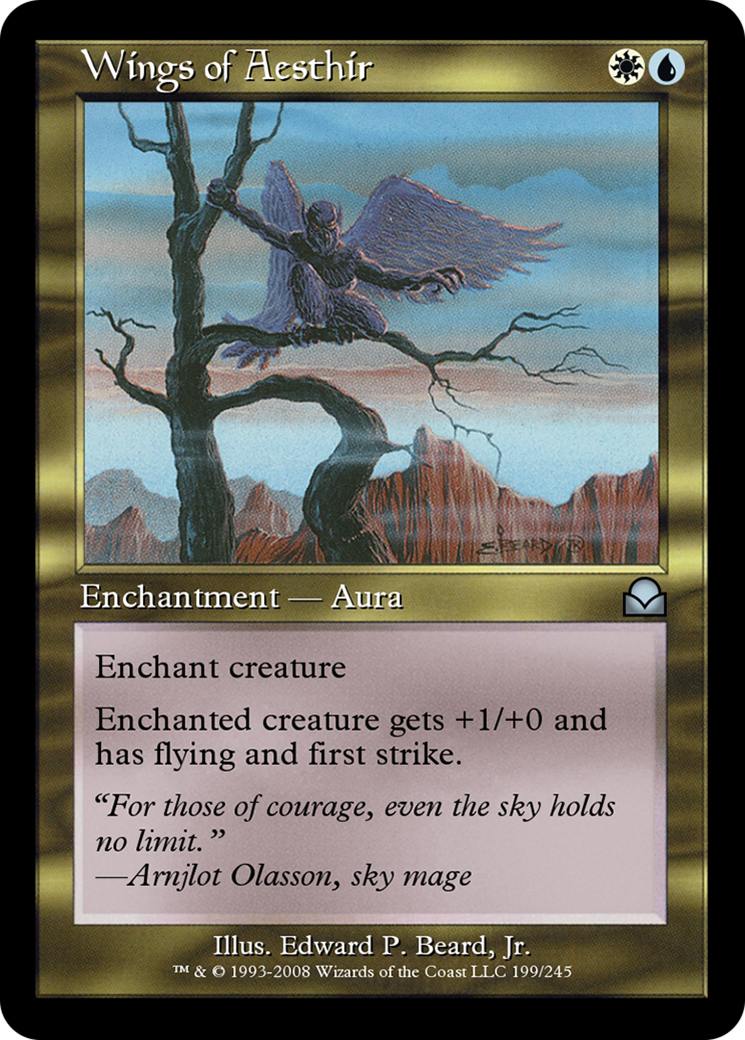 Wings of Aesthir
E. BEARD JR
Enchantment — Aura
Enchant creature
Enchanted creature gets +1/+0 and
has flying and first strike.
“For those of courage, even the sky holds
no limit.”
—Arnjlot Olasson, sky mage
Illus. Edward P. Beard, Jr.
™ & © 1993-2008 Wizards of the Coast LLC 199/245